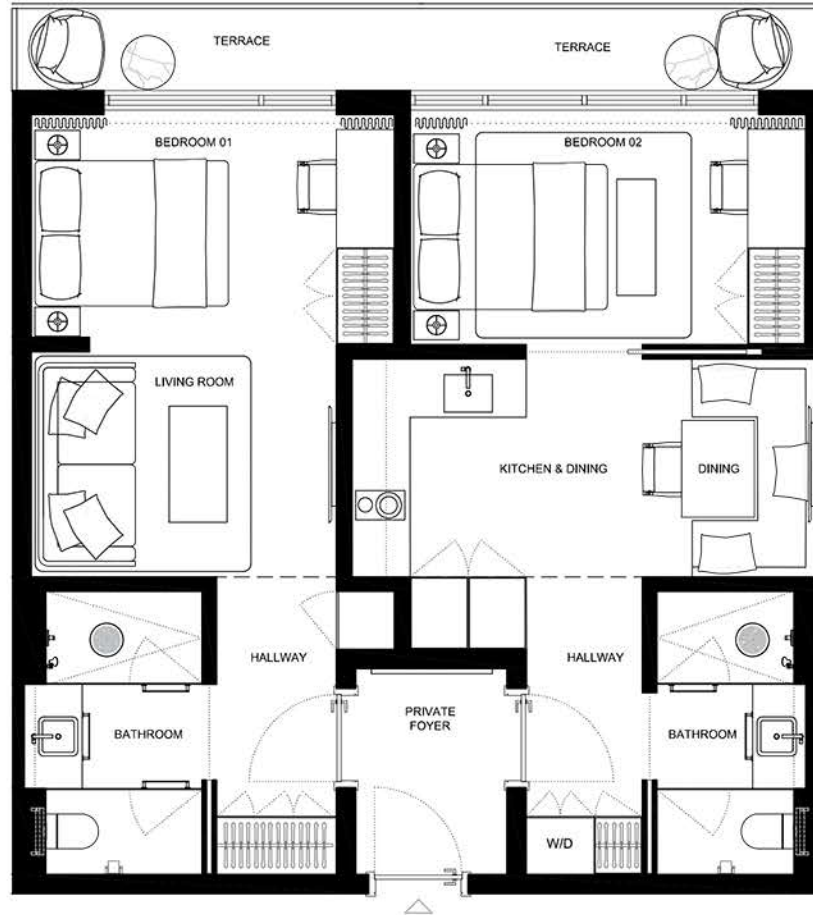 TERRACE
TERRACE
BEDROOM 01
BEDROOM 02
LIVING ROOM
KITCHEN & DINING
DINING
HALLWAY
HALLWAY
PRIVATE
FOYER
BATHROOM
BATHROOM
W/D